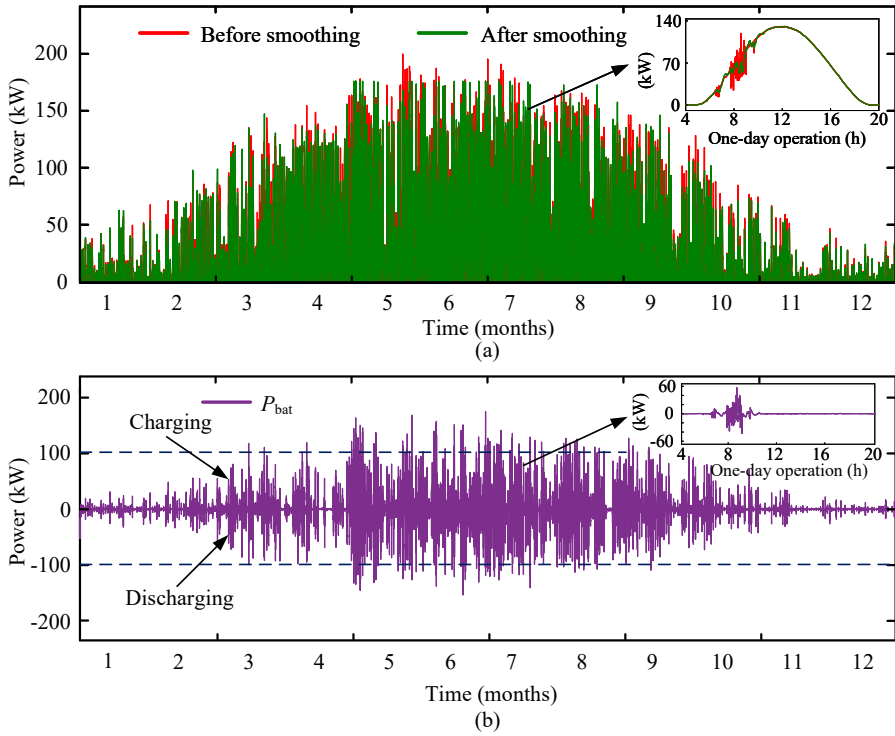 Before smoothing After smoothing
200
150
100
50
0
Power (kW)
140
70
0
(kW)
4 8 12 16 20
One-day operation (h)
1 2 3 4 5 6 7 8 9 10 11 12
Time (months)
(a)
P_bat
Charging
Discharging
200
100
0
-100
-200
Power (kW)
60
0
-60
(kW)
4 8 12 16 20
One-day operation (h)
1 2 3 4 5 6 7 8 9 10 11 12
Time (months)
(b)